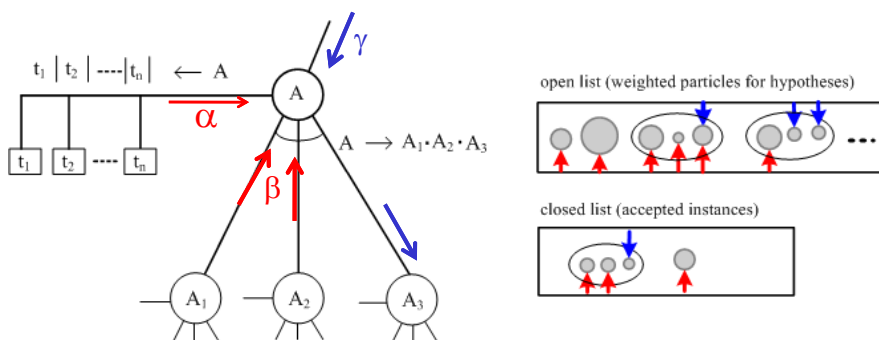 t₁ | t₂ | ----|tₙ| ← A
α
t₁ t₂ ---- tₙ
A
γ
A → A₁·A₂·A₃
β
A₁ A₂ A₃
open list (weighted particles for hypotheses)
closed list (accepted instances)